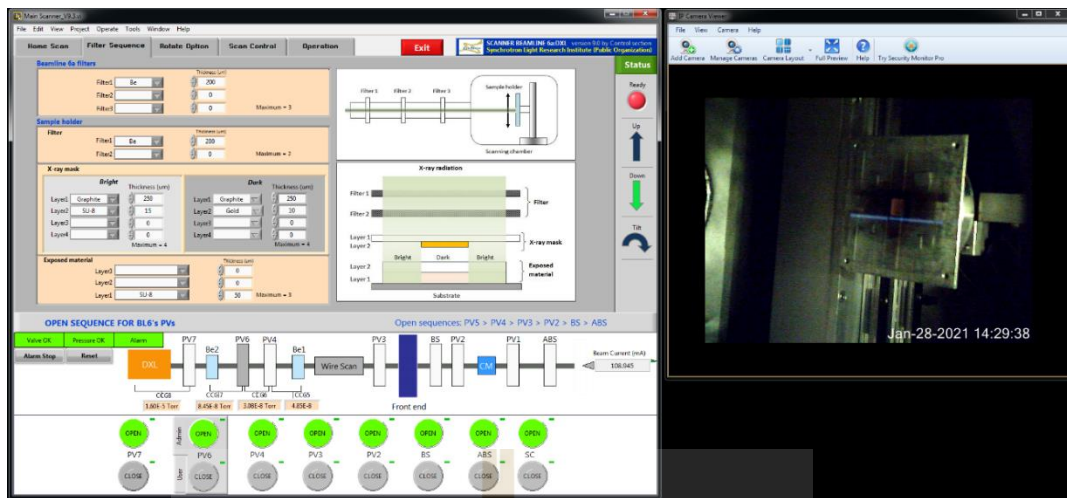 Main Scanner_V9.1.vi
File Edit View Project Operate Tools Window Help
Home Scan Filter Sequence Rotate Option Scan Control Operation Exit
SCANNER BEAMLINE 6a:DXL version 9.0 by Control section
Synchrotron Light Research Institute (Public Organization)
Beamline 6a filters
Thickness (um)
Filter1 Be 200
Filter2 0
Filter3 0 Maximum = 3
Sample holder
Filter Thickness (um)
Filter1 Be 200
Filter2 0 Maximum = 2
X-ray mask
Bright Thickness (um)
Layer1 Graphite 250
Layer2 SU-8 15
Layer3 0
Layer4 0
Maximum = 4
Dark Thickness (um)
Layer1 Graphite 250
Layer2 Gold 20
Layer3 0
Layer4 0
Maximum = 4
Exposed material Thickness (um)
Layer3 0
Layer2 0
Layer1 SU-8 50 Maximum = 3
Filter 1 Filter 2 Filter 3 Sample holder
Scanning chamber
X-ray radiation
Filter 1
Filter 2
Filter
Layer 1
Layer 2
X-ray mask
Bright Dark Bright
Layer 2
Layer 1
Exposed material
Substrate
Status
Ready
Up
Down
Tilt
OPEN SEQUENCE FOR BL6's PVs Open sequences: PV5 > PV4 > PV3 > PV2 > BS > ABS
Valve OK Pressure OK Alarm
Alarm Stop Reset
PV7 Be2 PV6 PV4 Be1 PV3 BS PV2 PV1 ABS
DXL Wire Scan CM
Beam Current (mA)
108.945
CCG8 CCG7 CCG6 CCG5
1.60E-5 Torr 8.45E-8 Torr 3.08E-8 Torr 4.85E-8
Front end
Admin
User
OPEN OPEN OPEN OPEN OPEN OPEN OPEN OPEN
PV7 PV6 PV4 PV3 PV2 BS ABS SC
CLOSE CLOSE CLOSE CLOSE CLOSE CLOSE CLOSE CLOSE
IP Camera Viewer
File View Camera Help
Add Camera Manage Cameras Camera Layout Full Preview Help Try Security Monitor Pro
Jan-28-2021 14:29:38